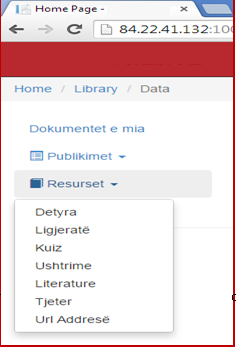 Home Page -
84.22.41.132:100
Home / Library / Data
Dokumentet e mia
Publikimet
Resurset
Detyra
Ligjeratë
Kuiz
Ushtrime
Literature
Tjeter
Url Addresë